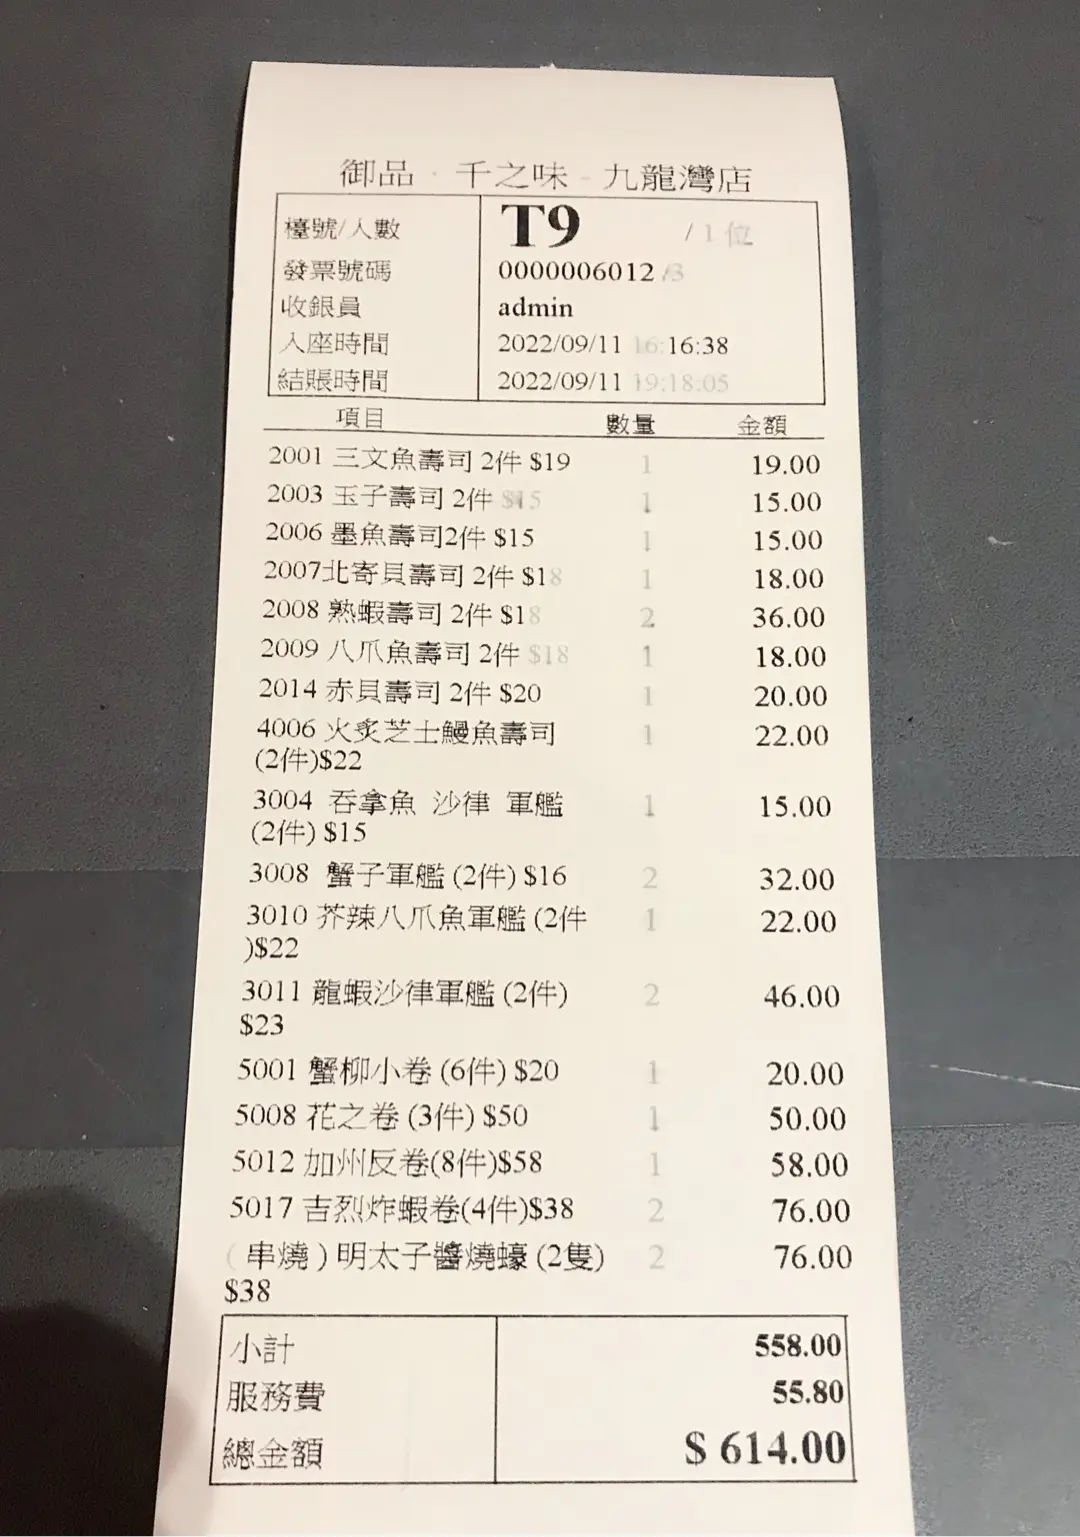 御品 · 千之味 - 九龍灣店
檯號/人數 T9 / 1 位
發票號碼 0000006012 /3
收銀員 admin
入座時間 2022/09/11 16:16:38
結賬時間 2022/09/11 19:18:05
項目 數量 金額
2001 三文魚壽司 2件 $19 1 19.00
2003 玉子壽司 2件 $15 1 15.00
2006 墨魚壽司2件 $15 1 15.00
2007北寄貝壽司 2件 $18 1 18.00
2008 熟蝦壽司 2件 $18 2 36.00
2009 八爪魚壽司 2件 $18 1 18.00
2014 赤貝壽司 2件 $20 1 20.00
4006 火炙芝士鰻魚壽司 1 22.00
(2件)$22
3004 吞拿魚 沙律 軍艦 1 15.00
(2件) $15
3008 蟹子軍艦 (2件) $16 2 32.00
3010 芥辣八爪魚軍艦 (2件 1 22.00
)$22
3011 龍蝦沙律軍艦 (2件) 2 46.00
$23
5001 蟹柳小卷 (6件) $20 1 20.00
5008 花之卷 (3件) $50 1 50.00
5012 加州反卷(8件)$58 1 58.00
5017 吉烈炸蝦卷(4件)$38 2 76.00
( 串燒 ) 明太子醬燒蠔 (2隻) 2 76.00
$38
小計 558.00
服務費 55.80
總金額 $ 614.00